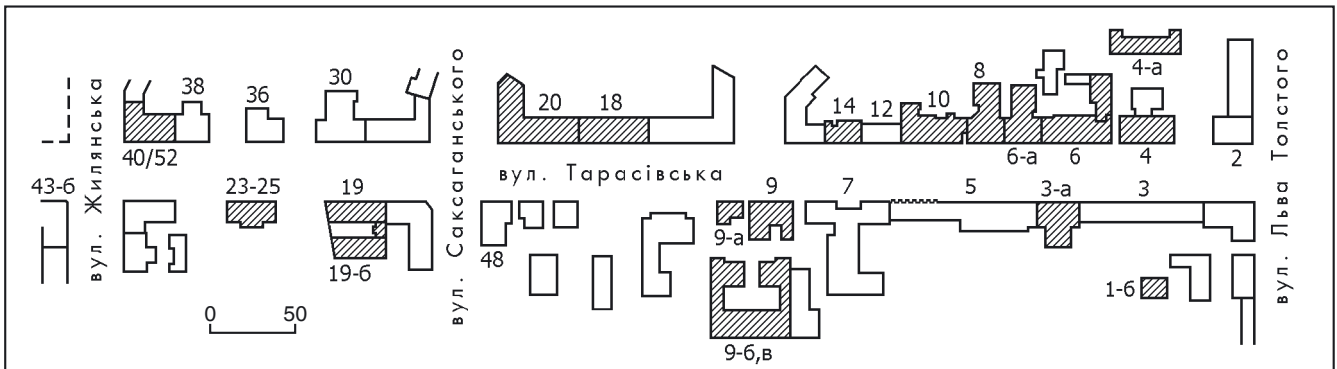 38
36
30
20
18
14
12
10
8
4-а
40/52
6-а
6
4
2
вул. Жилянська
вул. Саксаганського
вул. Тарасівська
вул. Льва Толстого
43-б
23-25
19
9
7
5
3-а
3
9-а
48
19-б
1-б
0 50
9-б,в